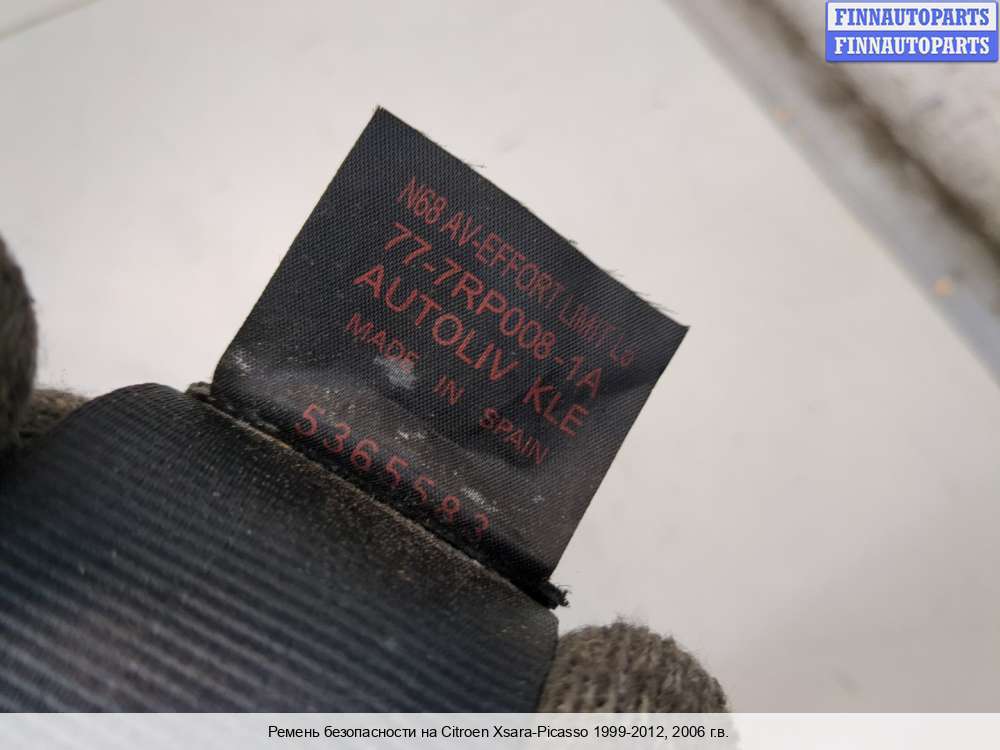 FINNAUTOPARTS
FINNAUTOPARTS
N68 AV-EFFORT LIMIT
77-7RP008-1A
AUTOLIV KLE
MADE IN SPAIN
5365583
Ремень безопасности на Citroen Xsara-Picasso 1999-2012, 2006 г.в.